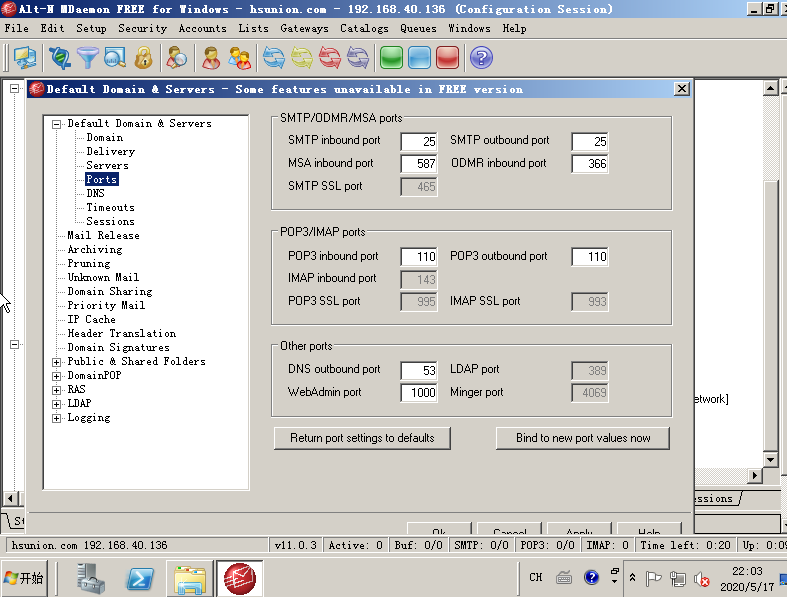 Alt-N MDaemon FREE for Windows - hsunion.com - 192.168.40.136 (Configuration Session)
File Edit Setup Security Accounts Lists Gateways Catalogs Queues Windows Help
Default Domain & Servers - Some features unavailable in FREE version
Default Domain & Servers
Domain
Delivery
Servers
Ports
DNS
Timeouts
Sessions
Mail Release
Archiving
Pruning
Unknown Mail
Domain Sharing
Priority Mail
IP Cache
Header Translation
Domain Signatures
Public & Shared Folders
DomainPOP
RAS
LDAP
Logging
SMTP/ODMR/MSA ports
SMTP inbound port 25 SMTP outbound port 25
MSA inbound port 587 ODMR inbound port 366
SMTP SSL port 465
POP3/IMAP ports
POP3 inbound port 110 POP3 outbound port 110
IMAP inbound port 143
POP3 SSL port 995 IMAP SSL port 993
Other ports
DNS outbound port 53 LDAP port 389
WebAdmin port 1000 Minger port 4069
Return port settings to defaults Bind to new port values now
etwork]
essions
St
Ok Cancel Apply Help
hsunion.com 192.168.40.136 v11.0.3 Active: 0 Buf: 0/0 SMTP: 0/0 POP3: 0/0 IMAP: 0 Time left: 0:20 Up: 0:09
开始 CH 22:03
2020/5/17